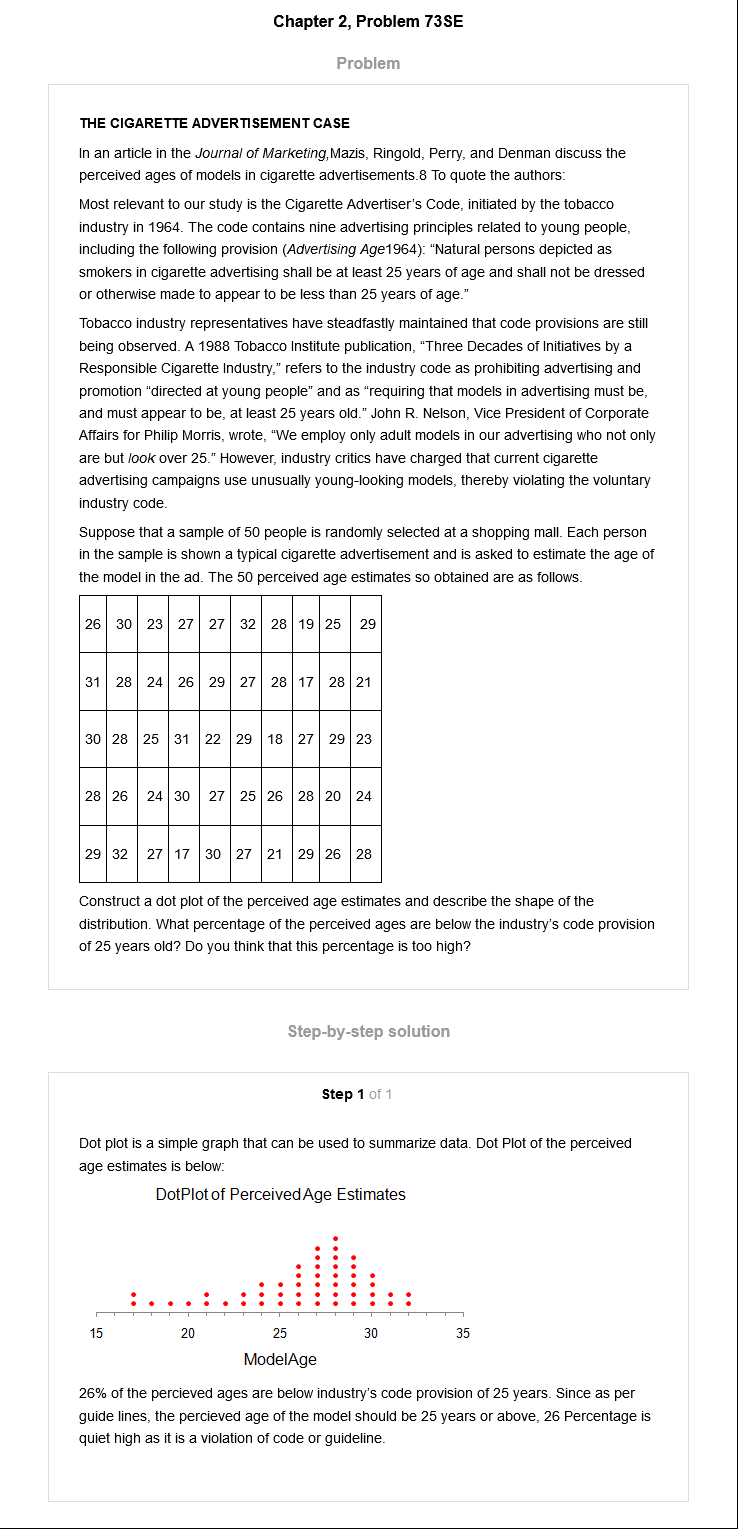 Chapter 2, Problem 73SE
Problem
THE CIGARETTE ADVERTISEMENT CASE
In an article in the Journal of Marketing,Mazis, Ringold, Perry, and Denman discuss the
perceived ages of models in cigarette advertisements.8 To quote the authors:
Most relevant to our study is the Cigarette Advertiser’s Code, initiated by the tobacco
industry in 1964. The code contains nine advertising principles related to young people,
including the following provision (Advertising Age1964): “Natural persons depicted as
smokers in cigarette advertising shall be at least 25 years of age and shall not be dressed
or otherwise made to appear to be less than 25 years of age.”
Tobacco industry representatives have steadfastly maintained that code provisions are still
being observed. A 1988 Tobacco Institute publication, “Three Decades of Initiatives by a
Responsible Cigarette Industry,” refers to the industry code as prohibiting advertising and
promotion “directed at young people” and as “requiring that models in advertising must be,
and must appear to be, at least 25 years old.” John R. Nelson, Vice President of Corporate
Affairs for Philip Morris, wrote, “We employ only adult models in our advertising who not only
are but look over 25.” However, industry critics have charged that current cigarette
advertising campaigns use unusually young-looking models, thereby violating the voluntary
industry code.
Suppose that a sample of 50 people is randomly selected at a shopping mall. Each person
in the sample is shown a typical cigarette advertisement and is asked to estimate the age of
the model in the ad. The 50 perceived age estimates so obtained are as follows.
26 30 23 27 27 32 28 19 25 29
31 28 24 26 29 27 28 17 28 21
30 28 25 31 22 29 18 27 29 23
28 26 24 30 27 25 26 28 20 24
29 32 27 17 30 27 21 29 26 28
Construct a dot plot of the perceived age estimates and describe the shape of the
distribution. What percentage of the perceived ages are below the industry’s code provision
of 25 years old? Do you think that this percentage is too high?
Step-by-step solution
Step 1 of 1
Dot plot is a simple graph that can be used to summarize data. Dot Plot of the perceived
age estimates is below:
DotPlot of Perceived Age Estimates
15 20 25 30 35
ModelAge
26% of the percieved ages are below industry’s code provision of 25 years. Since as per
guide lines, the percieved age of the model should be 25 years or above, 26 Percentage is
quiet high as it is a violation of code or guideline.